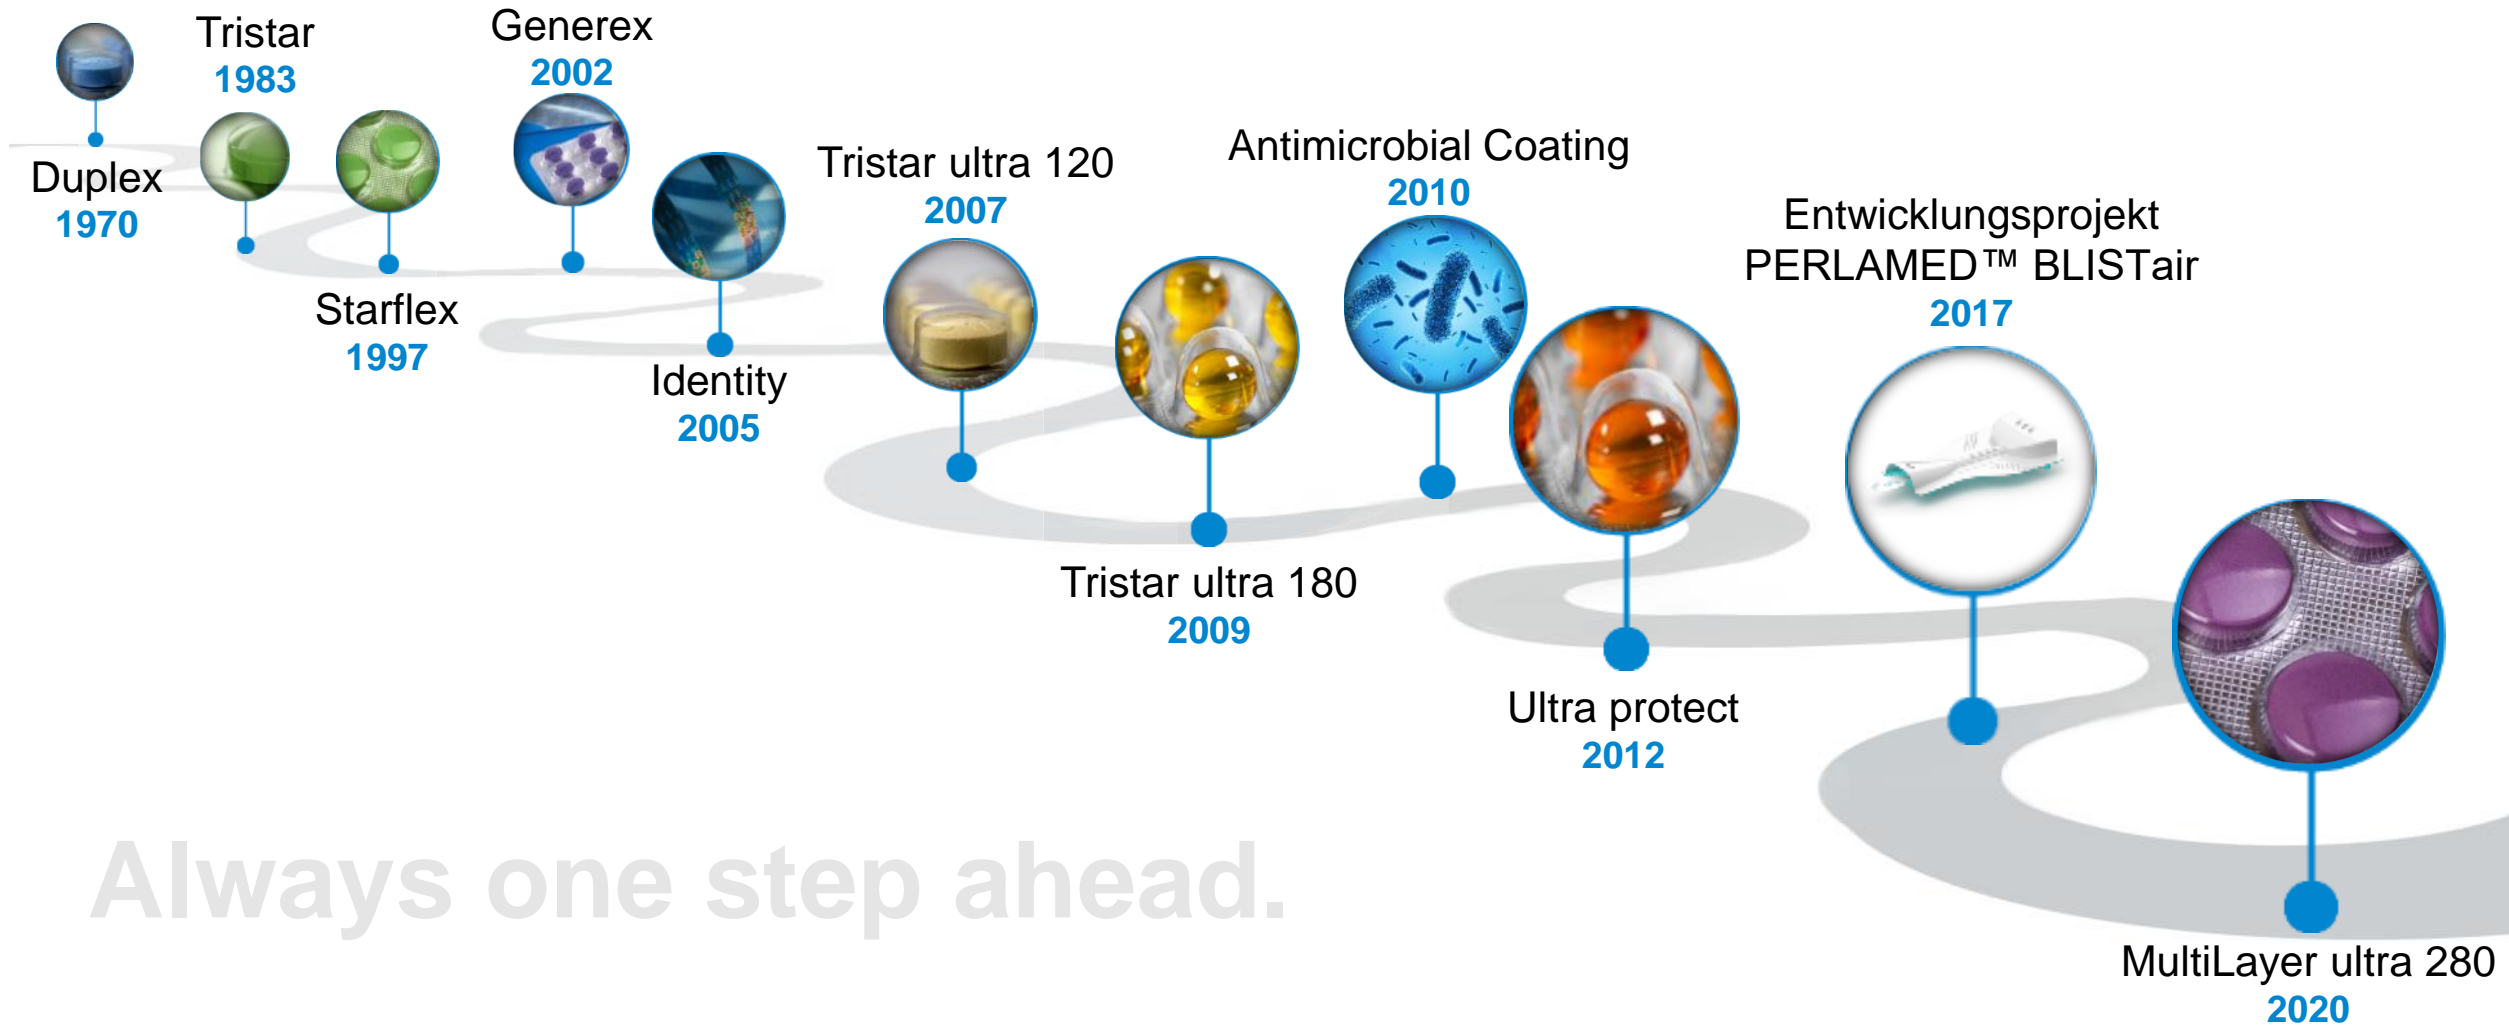 Duplex
1970
Tristar
1983
Starflex
1997
Generex
2002
Identity
2005
Tristar ultra 120
2007
Tristar ultra 180
2009
Antimicrobial Coating
2010
Ultra protect
2012
Entwicklungsprojekt
PERLAMED™ BLISTair
2017
MultiLayer ultra 280
2020
Always one step ahead.